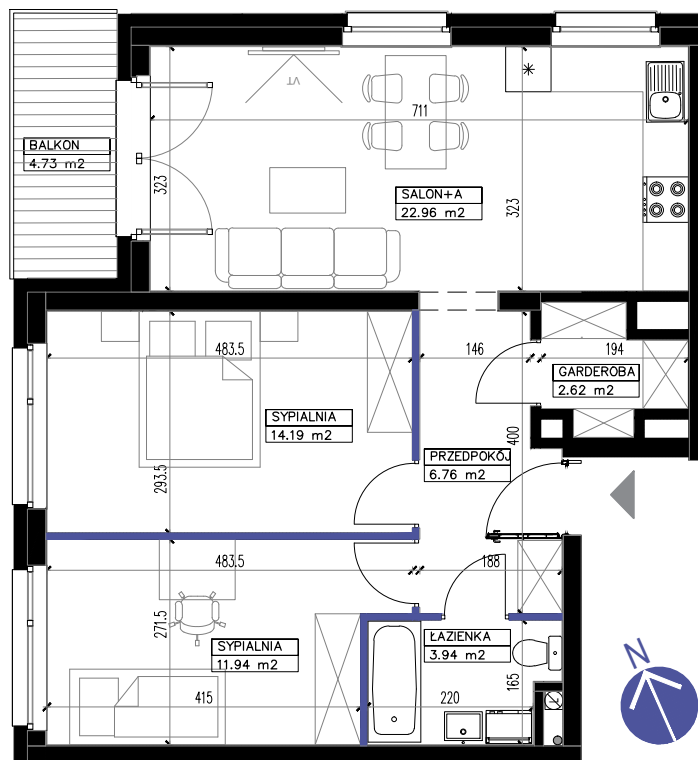 BALKON
4.73 m2
TV
711
323
SALON+A
22.96 m2
323
483.5
146
194
GARDEROBA
2.62 m2
SYPIALNIA
14.19 m2
293.5
400
PRZEDPOKÓJ
6.76 m2
483.5
188
271.5
SYPIALNIA
11.94 m2
ŁAZIENKA
3.94 m2
165
415
220
N